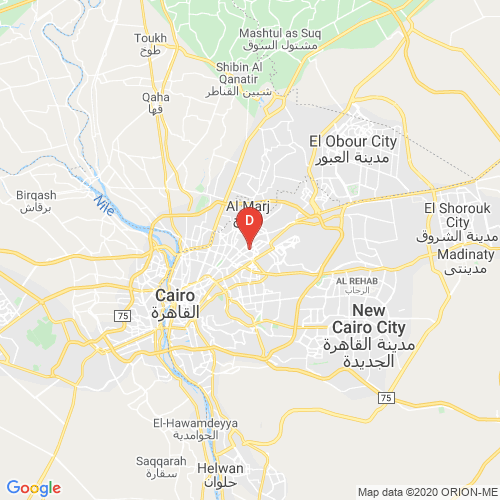 Mashtul as Suq
مشتول السوق
Toukh
طوخ
Shibin Al
Qanatir
شبين القناطر
Qaha
قها
El Obour City
مدينة العبور
Birqash
برقاش
Nile
Al Marj
D
El Shorouk
City
مدينة الشروق
Madinaty
مدينتي
AL REHAB
الرحاب
Cairo
القاهرة
75
New
Cairo City
مدينة القاهرة
الجديدة
75
El-Hawamdeyya
الحوامدية
Saqqarah
سقارة
Helwan
حلوان
Google
Map data ©2020 ORION-ME